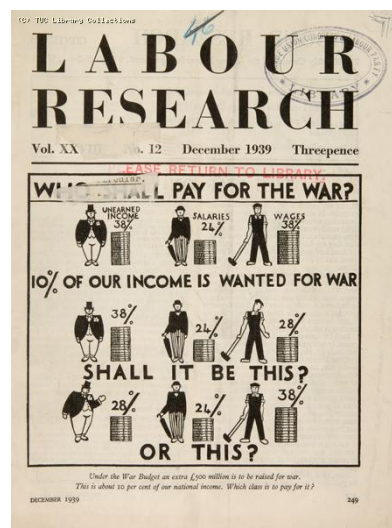 (C) TUC Library Collections
46
LABOUR
LIBRARY
RESEARCH
Vol. XX No. 12 December 1939 Threepence
EASE RETURN TO LIBRARY.
WHO SHALL PAY FOR THE WAR?
UNEARNED INCOME 38% SALARIES 24% WAGES 38%
10% OF OUR INCOME IS WANTED FOR WAR
38% 24% 28%
SHALL IT BE THIS?
28% 24% 38%
OR THIS?
Under the War Budget an extra £500 million is to be raised for war.
This is about 10 per cent of our national income. Which class is to pay for it?
DECEMBER 1939 249